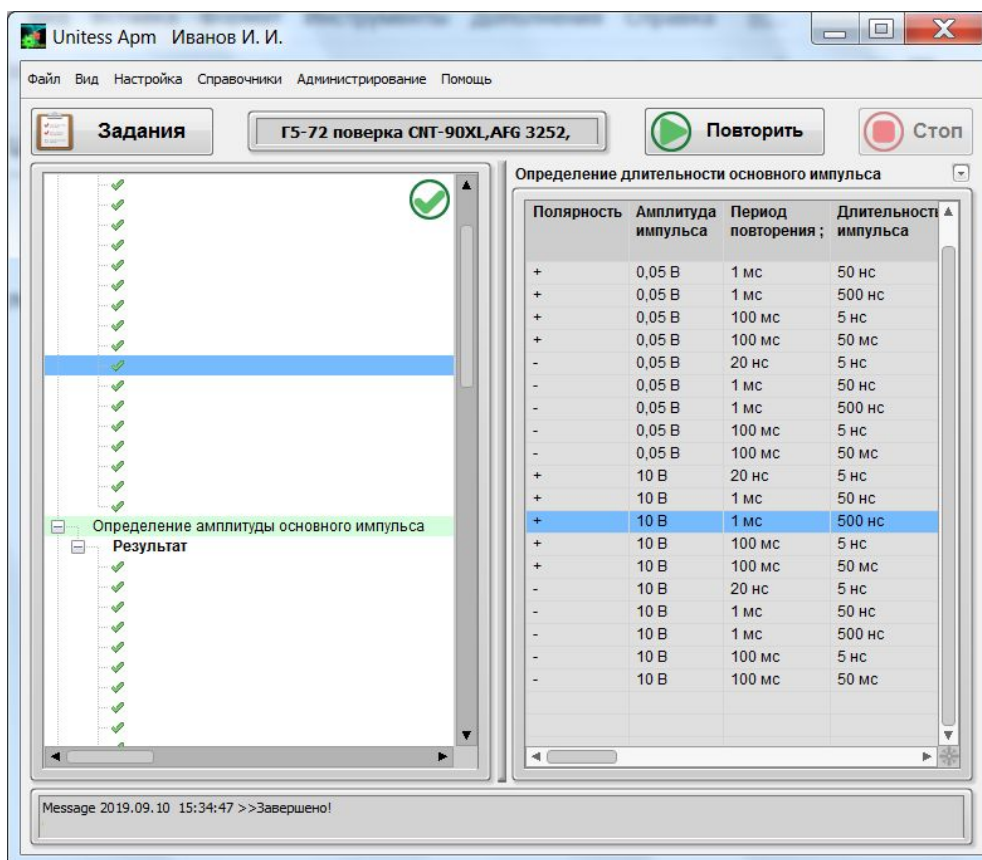 Unitess Apm Иванов И. И.
Файл Вид Настройка Справочники Администрирование Помощь
Задания
Г5-72 поверка CNT-90XL,AFG 3252,
Повторить
Стоп
Определение амплитуды основного импульса
Результат
Определение длительности основного импульса
Полярность Амплитуда Период Длительность
импульса повторения ; импульса
+ 0,05 В 1 мс 50 нс
+ 0,05 В 1 мс 500 нс
+ 0,05 В 100 мс 5 нс
+ 0,05 В 100 мс 50 мс
- 0,05 В 20 нс 5 нс
- 0,05 В 1 мс 50 нс
- 0,05 В 1 мс 500 нс
- 0,05 В 100 мс 5 нс
- 0,05 В 100 мс 50 мс
+ 10 В 20 нс 5 нс
+ 10 В 1 мс 50 нс
+ 10 В 1 мс 500 нс
+ 10 В 100 мс 5 нс
+ 10 В 100 мс 50 мс
- 10 В 20 нс 5 нс
- 10 В 1 мс 50 нс
- 10 В 1 мс 500 нс
- 10 В 100 мс 5 нс
- 10 В 100 мс 50 мс
Message 2019.09.10 15:34:47 >>Завершено!